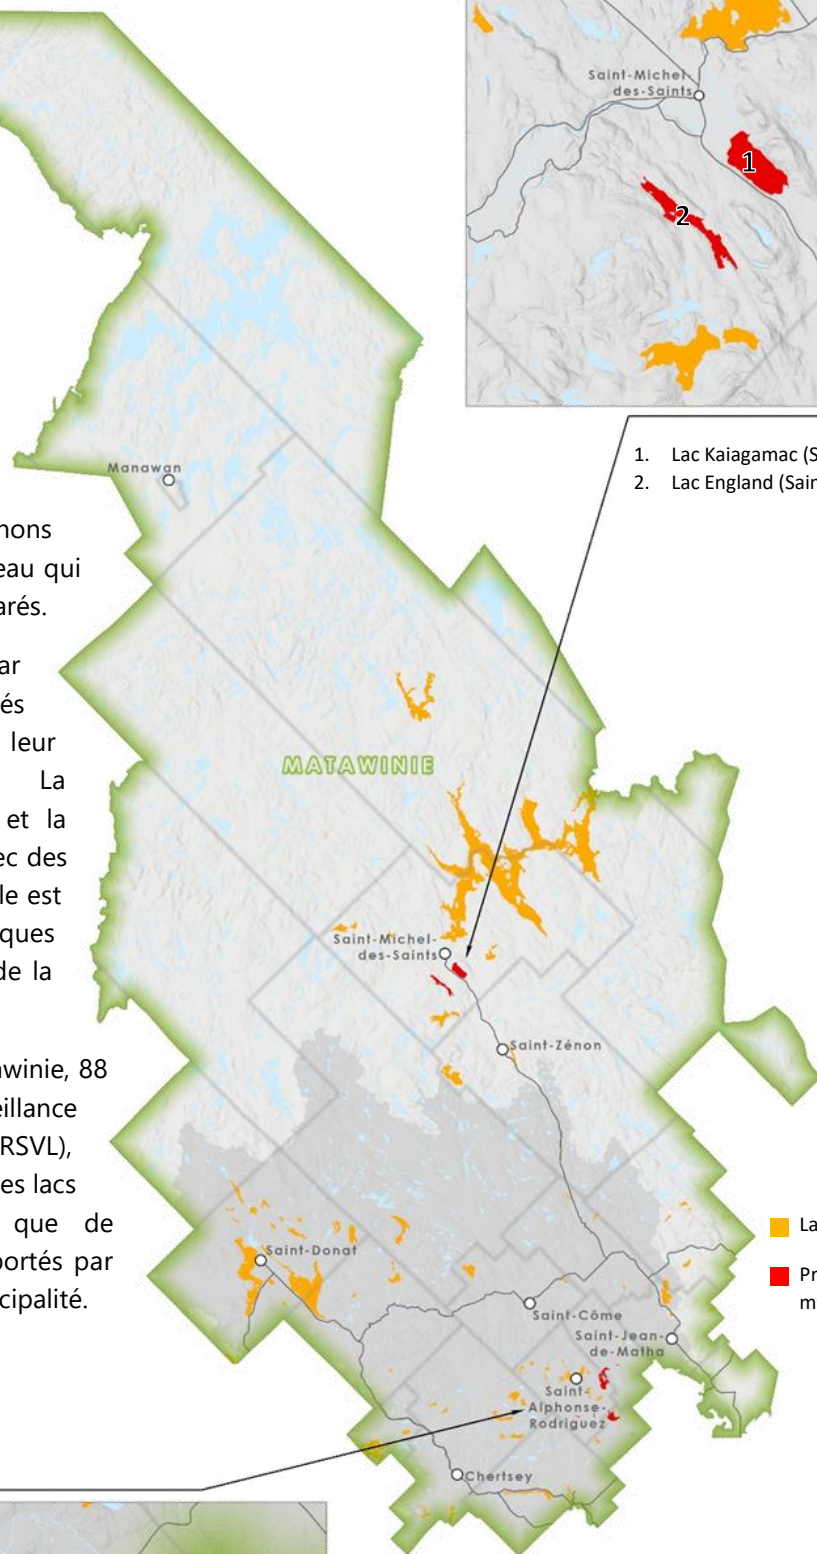 Saint-Michel
des-Saints
1
2
1. Lac Kaiagamac (S
2. Lac England (Sain
Manawan
nons
eau qui
arés.
ar
és
leur
La
et la
ec des
le est
ques
de la
MATAWINIE
Saint-Michel-
des-Saints
Saint-Zénon
awinie, 88
eillance
RSVL),
es lacs
que de
portés par
cipalité.
Saint-Donat
La
Pr
m
Saint-Côme
Saint-Jean-
de-Matha
Saint-
Alphonse-
Rodriguez
Chertsey